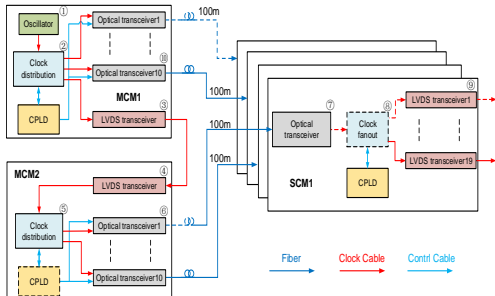 ①
Oscillator
②
Clock
distribution
CPLD
Optical transceiver1
⑩
Optical transceiver10
MCM1
③
LVDS transceiver
100m
100m
100m
100m
MCM2
④
LVDS transceiver
⑤
Clock
distribution
CPLD
⑥
Optical transceiver1
Optical transceiver10
⑦
Optical
transceiver
⑧
Clock
fanout
CPLD
SCM1
⑨
LVDS transceiver1
LVDS transceiver19
Fiber
Clock Cable
Contrl Cable